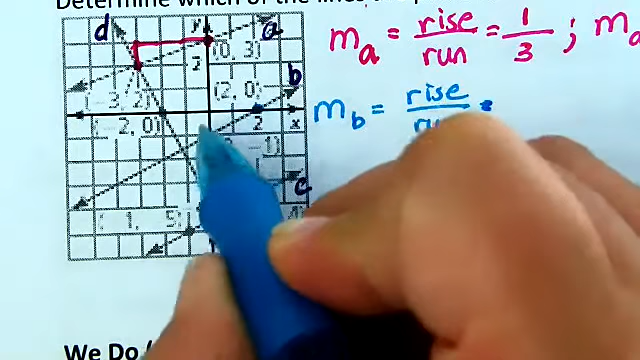 Determine which of the lines
d
y
a
m_a = rise/run = 1/3 ; m
(0, 3)
2
b
(-3, 2)
(2, 0)
m_b = rise/run =
(-2, 0)
2
x
-1)
c
5)
We Do